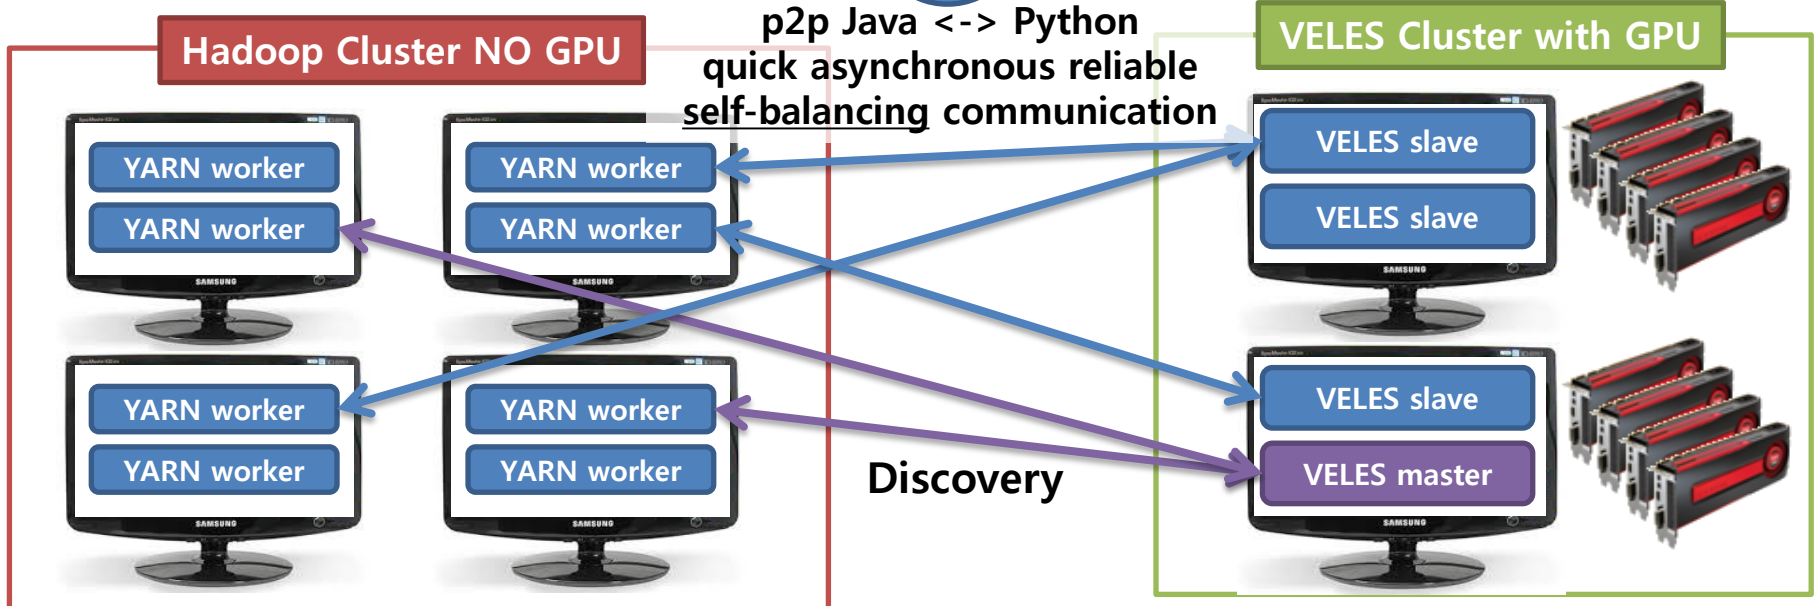 p2p Java <-> Python
Hadoop Cluster NO GPU
VELES Cluster with GPU
quick asynchronous reliable
self-balancing communication
YARN worker
YARN worker
SAMSUNG
YARN worker
YARN worker
SAMSUNG
VELES slave
VELES slave
SAMSUNG
YARN worker
YARN worker
SAMSUNG
YARN worker
YARN worker
SAMSUNG
Discovery
VELES slave
VELES master
SAMSUNG